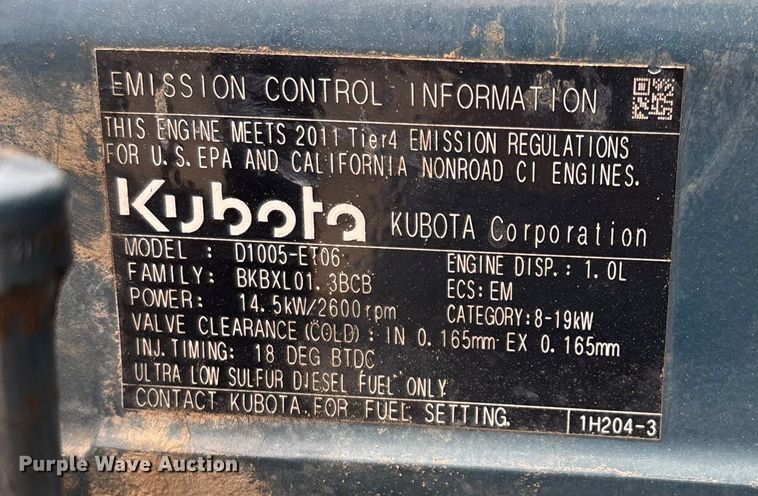 EMISSION CONTROL INFORMATION
THIS ENGINE MEETS 2011 Tier4 EMISSION REGULATIONS
FOR U.S.EPA AND CALIFORNIA NONROAD CI ENGINES.
Kubota KUBOTA Corporation
MODEL : D1005-ET06 ENGINE DISP.: 1.0L
FAMILY: BKBXL01.3BCB ECS: EM
POWER: 14.5kW/2600rpm CATEGORY:8-19kW
VALVE CLEARANCE (COLD) : IN 0.165mm EX 0.165mm
INJ.TIMING: 18 DEG BTDC
ULTRA LOW SULFUR DIESEL FUEL ONLY
CONTACT KUBOTA.FOR FUEL SETTING. 1H204-3
Purple Wave Auction